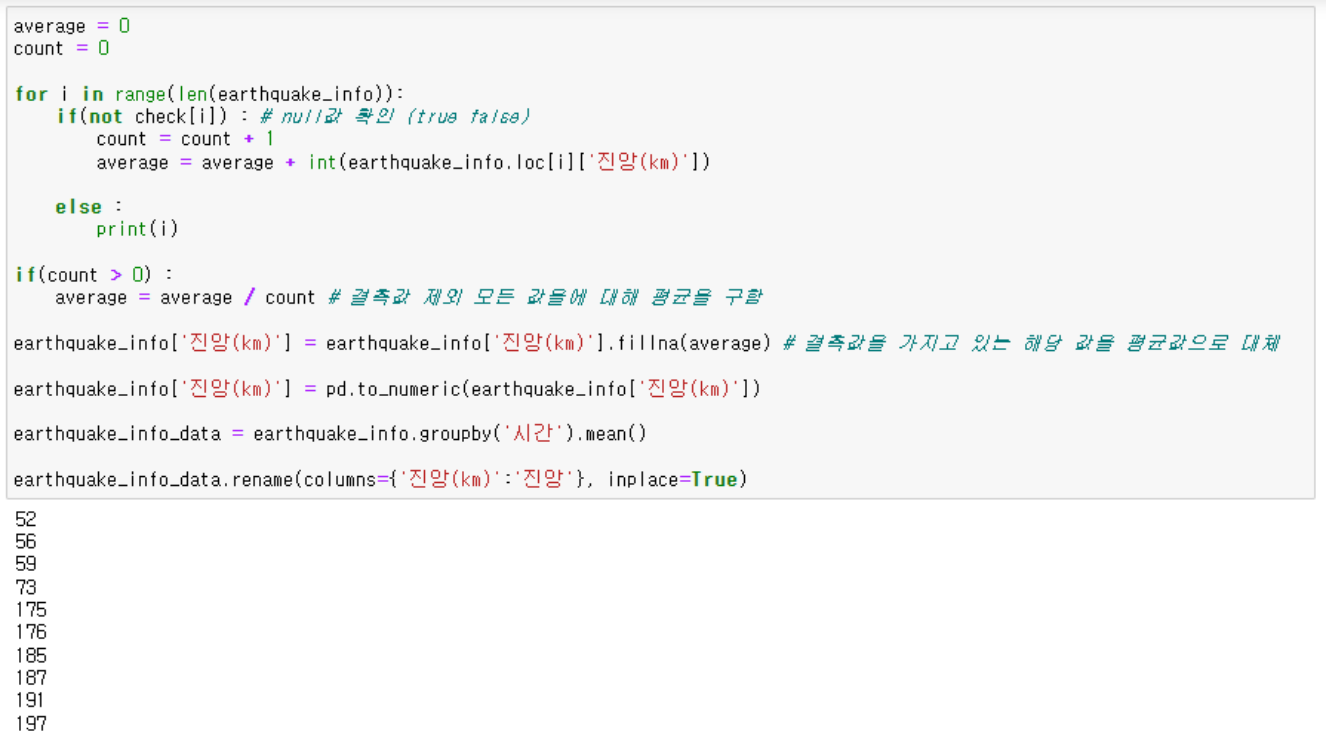 average = 0
count = 0
for i in range(len(earthquake_info)):
    if(not check[i]) : # null값 확인 (true false)
        count = count + 1
        average = average + int(earthquake_info.loc[i]['진앙(km)'])
    else :
        print(i)
if(count > 0) :
    average = average / count # 결측값 제외 모든 값들에 대해 평균을 구함
earthquake_info['진앙(km)'] = earthquake_info['진앙(km)'].fillna(average) # 결측값을 가지고 있는 해당 값을 평균값으로 대체
earthquake_info['진앙(km)'] = pd.to_numeric(earthquake_info['진앙(km)'])
earthquake_info_data = earthquake_info.groupby('시간').mean()
earthquake_info_data.rename(columns={'진앙(km)':'진앙'}, inplace=True)
52
56
59
73
175
176
185
187
191
197